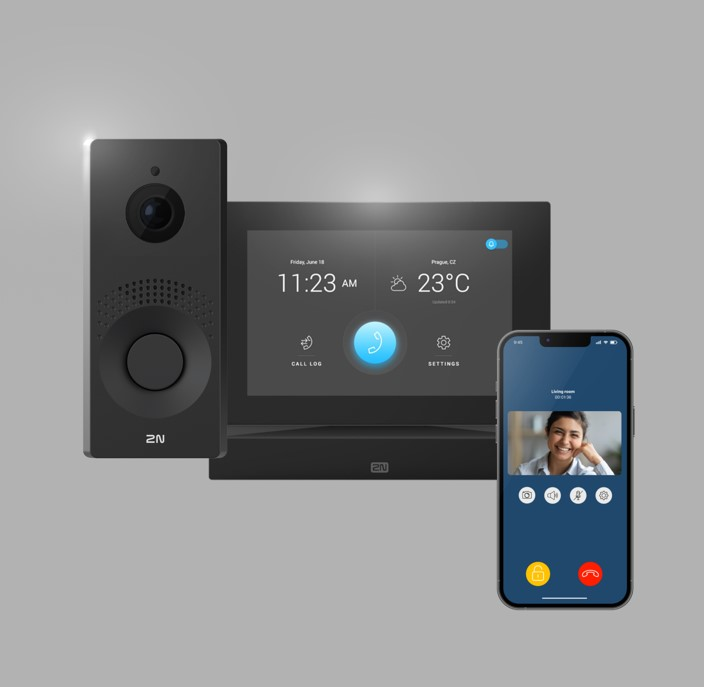 2N
Friday, June 18
11:23 AM
Prague, CZ
23°C
CALL LOG
SETTINGS
2N
Living room